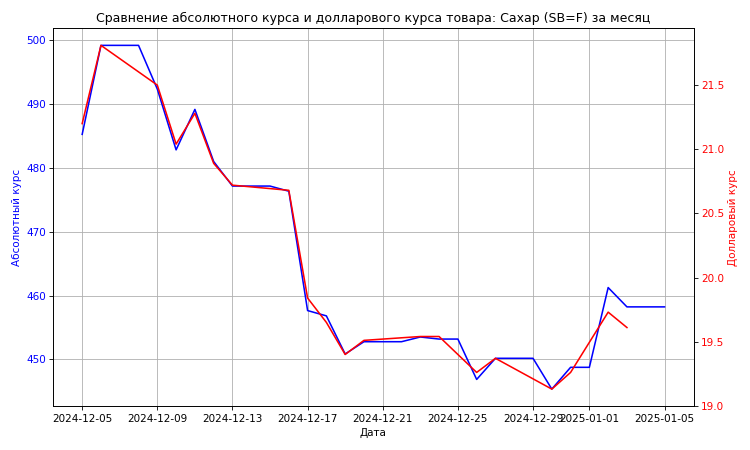 Сравнение абсолютного курса и долларового курса товара: Сахар (SB=F) за месяц
Абсолютный курс
500
490
480
470
460
450
21.5
21.0
20.5
20.0
19.5
19.0
Долларовый курс
2024-12-05 2024-12-09 2024-12-13 2024-12-17 2024-12-21 2024-12-25 2024-12-29 2025-01-01 2025-01-05
Дата